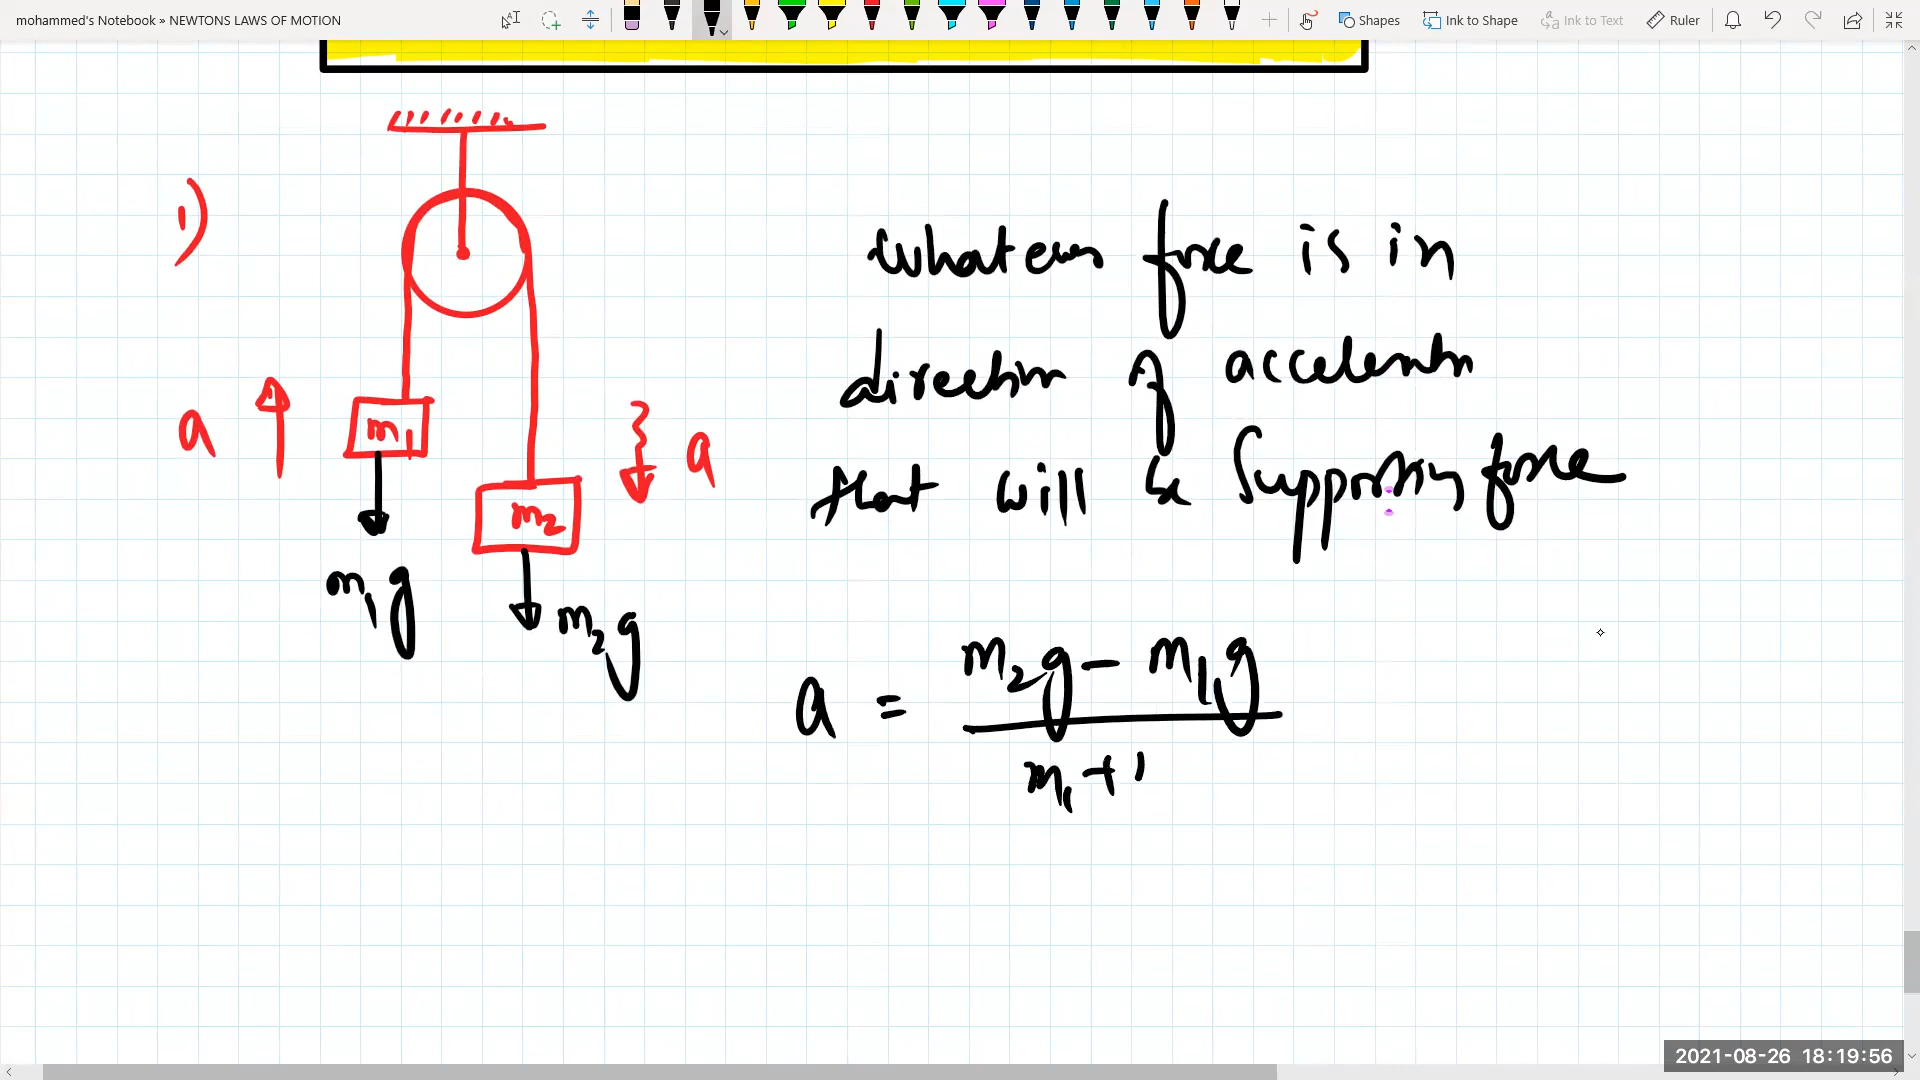 mohammed's Notebook » NEWTONS LAWS OF MOTION
Shapes
Ink to Shape
Ink to Text
Ruler
1)
whatever force is in
direction of acceleration
that will be supporting force
a
m1
m2
a
m1g
m2g
a = m2g - m1g
m1 + 1
2021-08-26 18:19:56